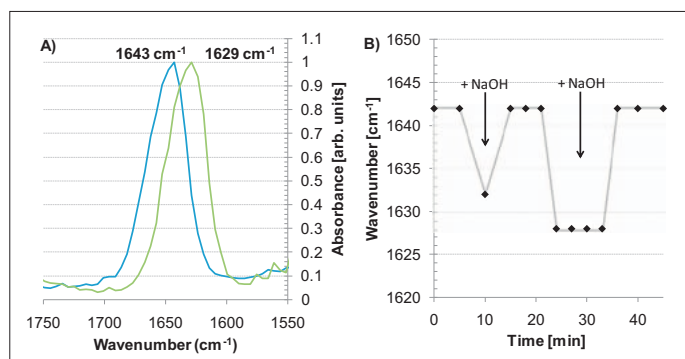 A)
1643 cm-1
1629 cm-1
1.1
1
0.9
0.8
0.7
0.6
0.5
0.4
0.3
0.2
0.1
0
Absorbance [arb. units]
1750
1700
1650
1600
1550
Wavenumber (cm-1)
B)
1650
1645
1640
1635
1630
1625
1620
Wavenumber [cm-1]
+ NaOH
+ NaOH
0
10
20
30
40
Time [min]